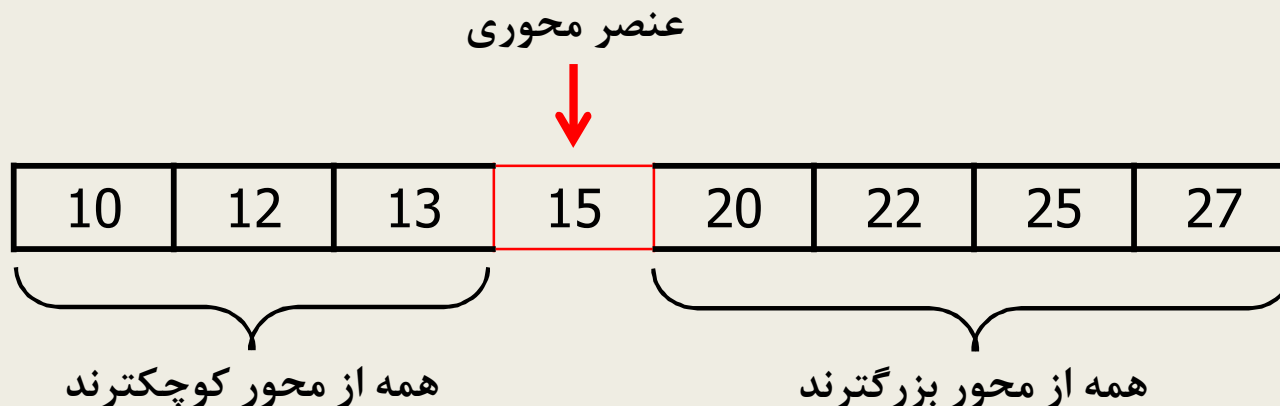 عنصر محوری
10 12 13 15 20 22 25 27
همه از محور کوچکترند
همه از محور بزرگترند